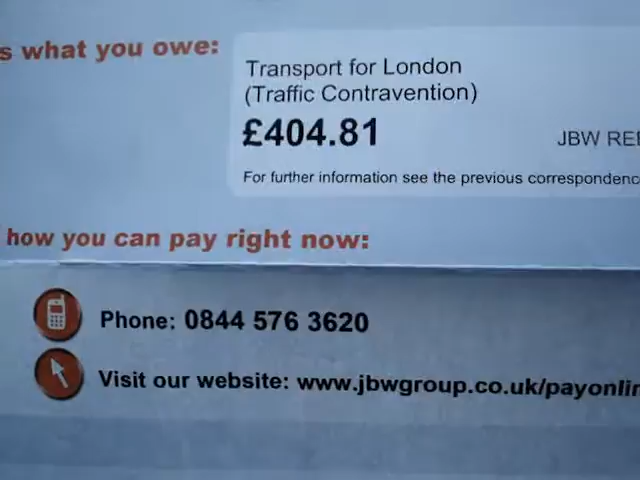 s what you owe:
Transport for London
(Traffic Contravention)
£404.81
JBW RE
For further information see the previous correspondenc
how you can pay right now:
Phone: 0844 576 3620
Visit our website: www.jbwgroup.co.uk/payonlin